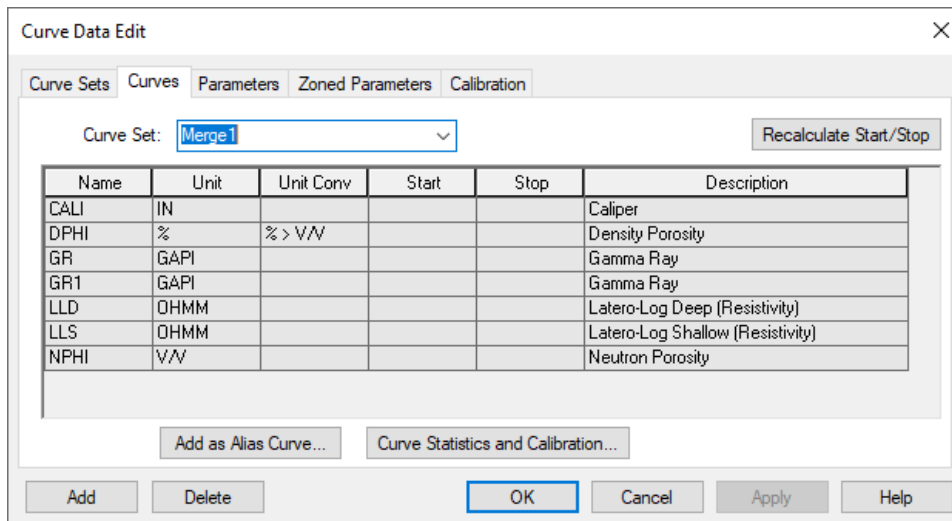 Curve Data Edit
Curve Sets Curves Parameters Zoned Parameters Calibration
Curve Set: Merge1 Recalculate Start/Stop
Name Unit Unit Conv Start Stop Description
CALI IN Caliper
DPHI % % > V/V Density Porosity
GR GAPI Gamma Ray
GR1 GAPI Gamma Ray
LLD OHMM Latero-Log Deep (Resistivity)
LLS OHMM Latero-Log Shallow (Resistivity)
NPHI V/V Neutron Porosity
Add as Alias Curve... Curve Statistics and Calibration...
Add Delete OK Cancel Apply Help